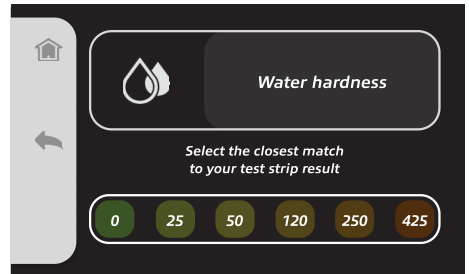 Water hardness
Select the closest match
to your test strip result
0 25 50 120 250 425